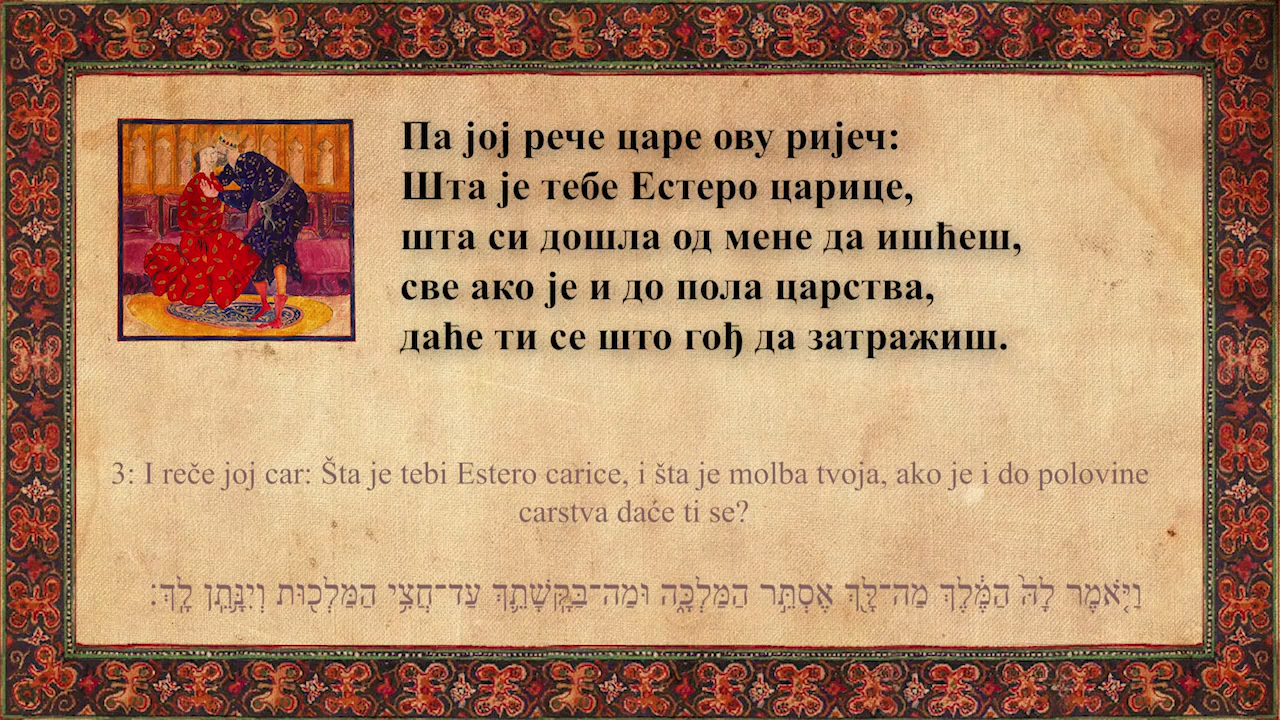 Па јој рече царе ову ријеч:
Шта је тебе Естеро царице,
шта си дошла од мене да ишћеш,
све ако је и до пола царства,
даће ти се што гођ да затражиш.
3: I reče joj car: Šta je tebi Estero carice, i šta je molba tvoja, ako je i do polovine
carstva daće ti se?
וַיֹּ֤אמֶר לָהּ֙ הַמֶּ֔לֶךְ מַה־לָּ֖ךְ אֶסְתֵּ֣ר הַמַּלְכָּ֑ה וּמַה־בַּקָּשָׁתֵ֛ךְ עַד־חֲצִ֥י הַמַּלְכ֖וּת וְיִנָּ֥תֵֽן לָֽךְ׃